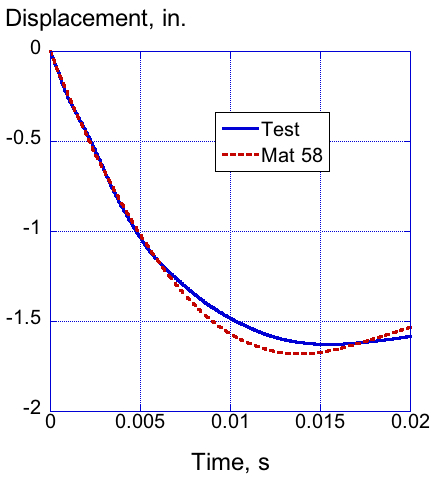 Displacement, in.
0
-0.5
-1
-1.5
-2
Test
Mat 58
0 0.005 0.01 0.015 0.02
Time, s